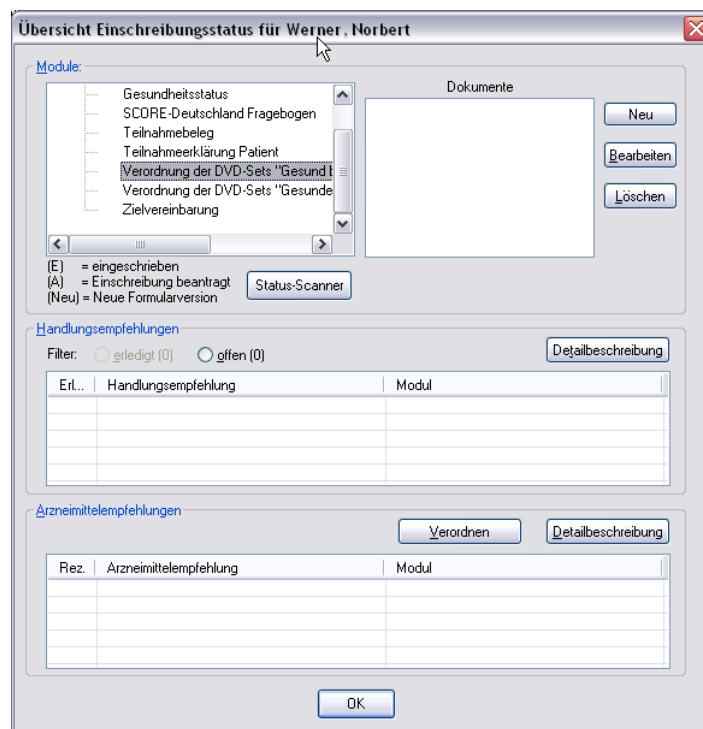 Übersicht Einschreibungsstatus für Werner, Norbert
Module:
Dokumente
Gesundheitsstatus
SCORE-Deutschland Fragebogen
Teilnahmebeleg
Teilnahmeerklärung Patient
Verordnung der DVD-Sets "Gesund
Verordnung der DVD-Sets "Gesunde
Zielvereinbarung
Neu
Bearbeiten
Löschen
(E) = eingeschrieben
(A) = Einschreibung beantragt
(Neu) = Neue Formularversion
Status-Scanner
Handlungsempfehlungen
Filter: erledigt (0) offen (0) Detailbeschreibung
Erl... Handlungsempfehlung Modul
Arzneimittelempfehlungen
Verordnen Detailbeschreibung
Rez. Arzneimittelempfehlung Modul
OK